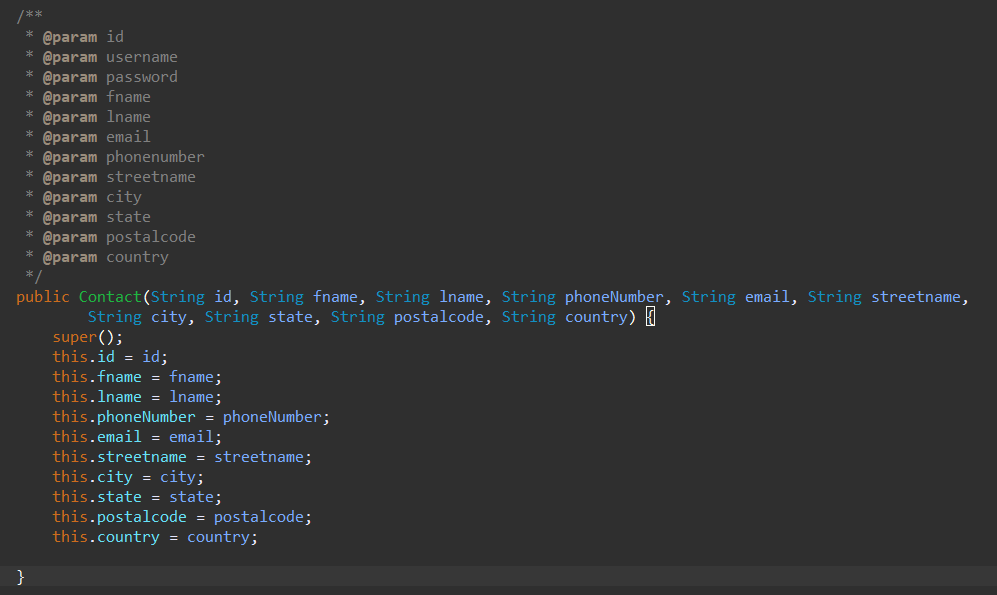 /**
 * @param id
 * @param username
 * @param password
 * @param fname
 * @param lname
 * @param email
 * @param phonenumber
 * @param streetname
 * @param city
 * @param state
 * @param postalcode
 * @param country
 */
public Contact(String id, String fname, String lname, String phoneNumber, String email, String streetname,
        String city, String state, String postalcode, String country) {
    super();
    this.id = id;
    this.fname = fname;
    this.lname = lname;
    this.phoneNumber = phoneNumber;
    this.email = email;
    this.streetname = streetname;
    this.city = city;
    this.state = state;
    this.postalcode = postalcode;
    this.country = country;

}